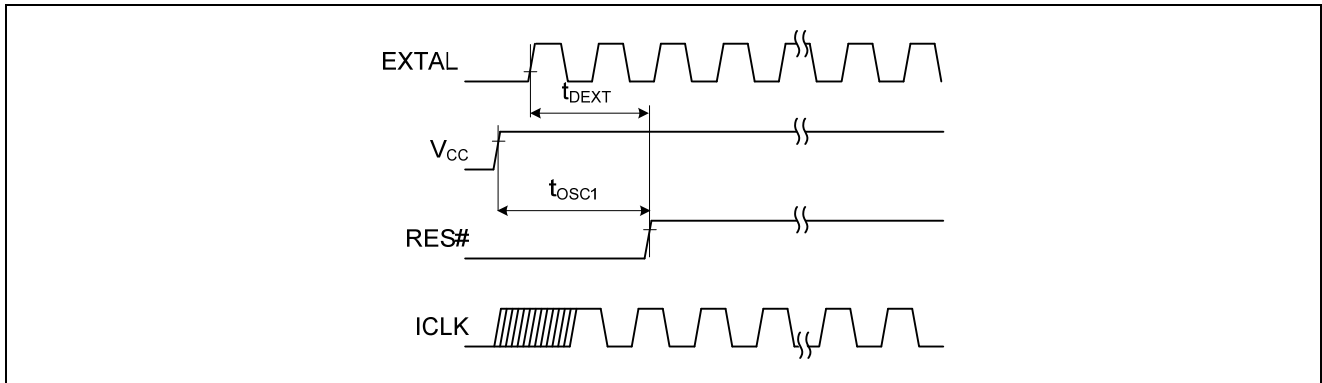 EXTAL
tDEXT
VCC
tOSC1
RES#
ICLK